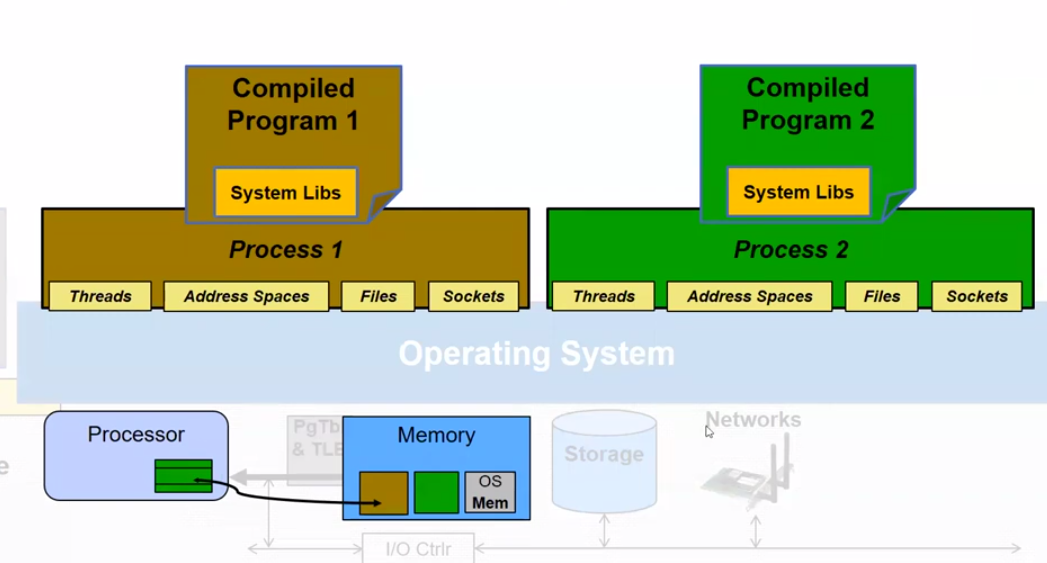 Compiled
Program 1
System Libs
Compiled
Program 2
System Libs
Process 1
Process 2
Threads
Address Spaces
Files
Sockets
Threads
Address Spaces
Files
Sockets
Operating System
Processor
Memory
OS
Mem
PgTb
& TLB
Storage
Networks
I/O Ctrlr
e